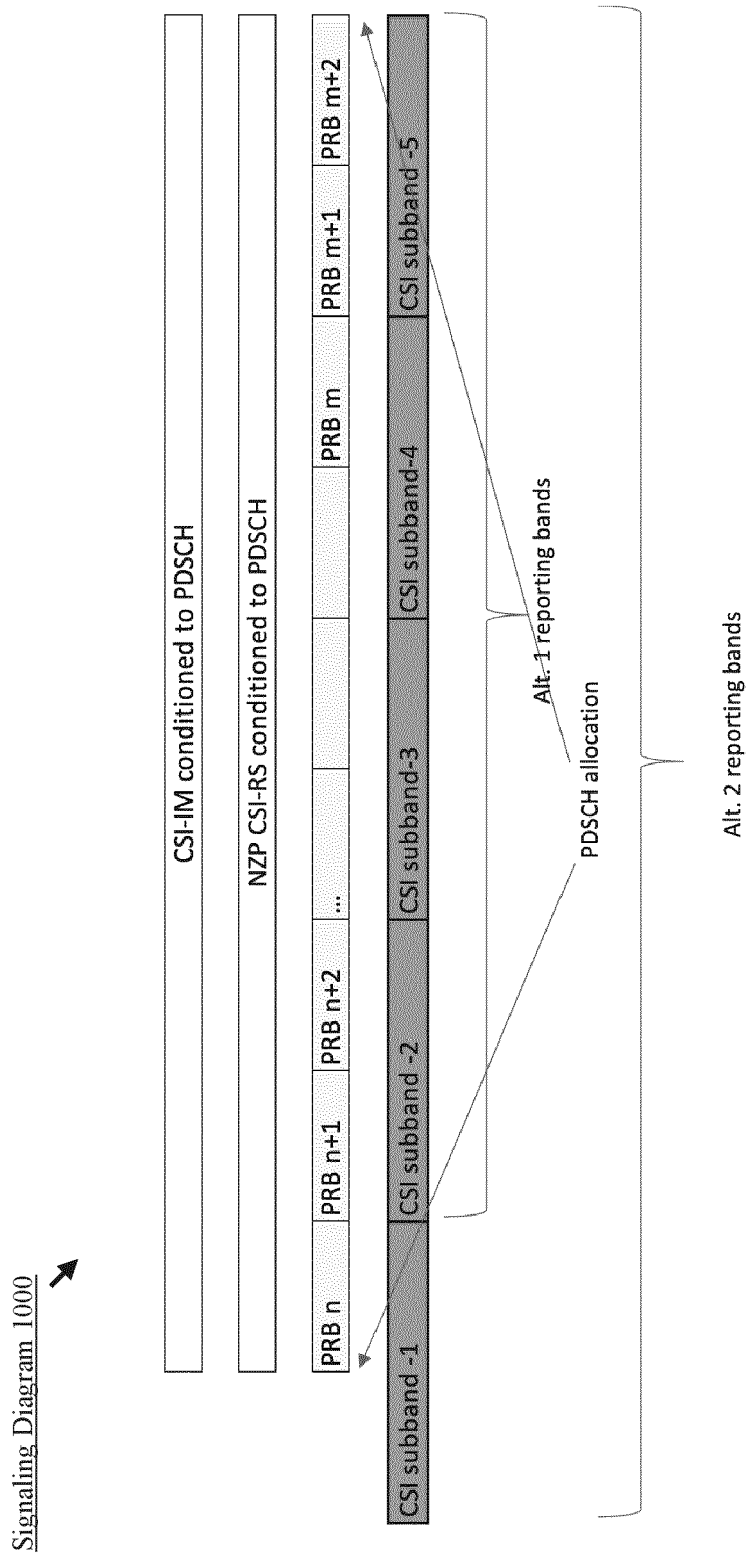 Signaling Diagram 1000
CSI-IM conditioned to PDSCH
NZP CSI-RS conditioned to PDSCH
PRB n
PRB n+1
PRB n+2
...
PRB m
PRB m+1
PRB m+2
CSI subband -1
CSI subband -2
CSI subband-3
CSI subband-4
CSI subband -5
Alt. 1 reporting bands
PDSCH allocation
Alt. 2 reporting bands